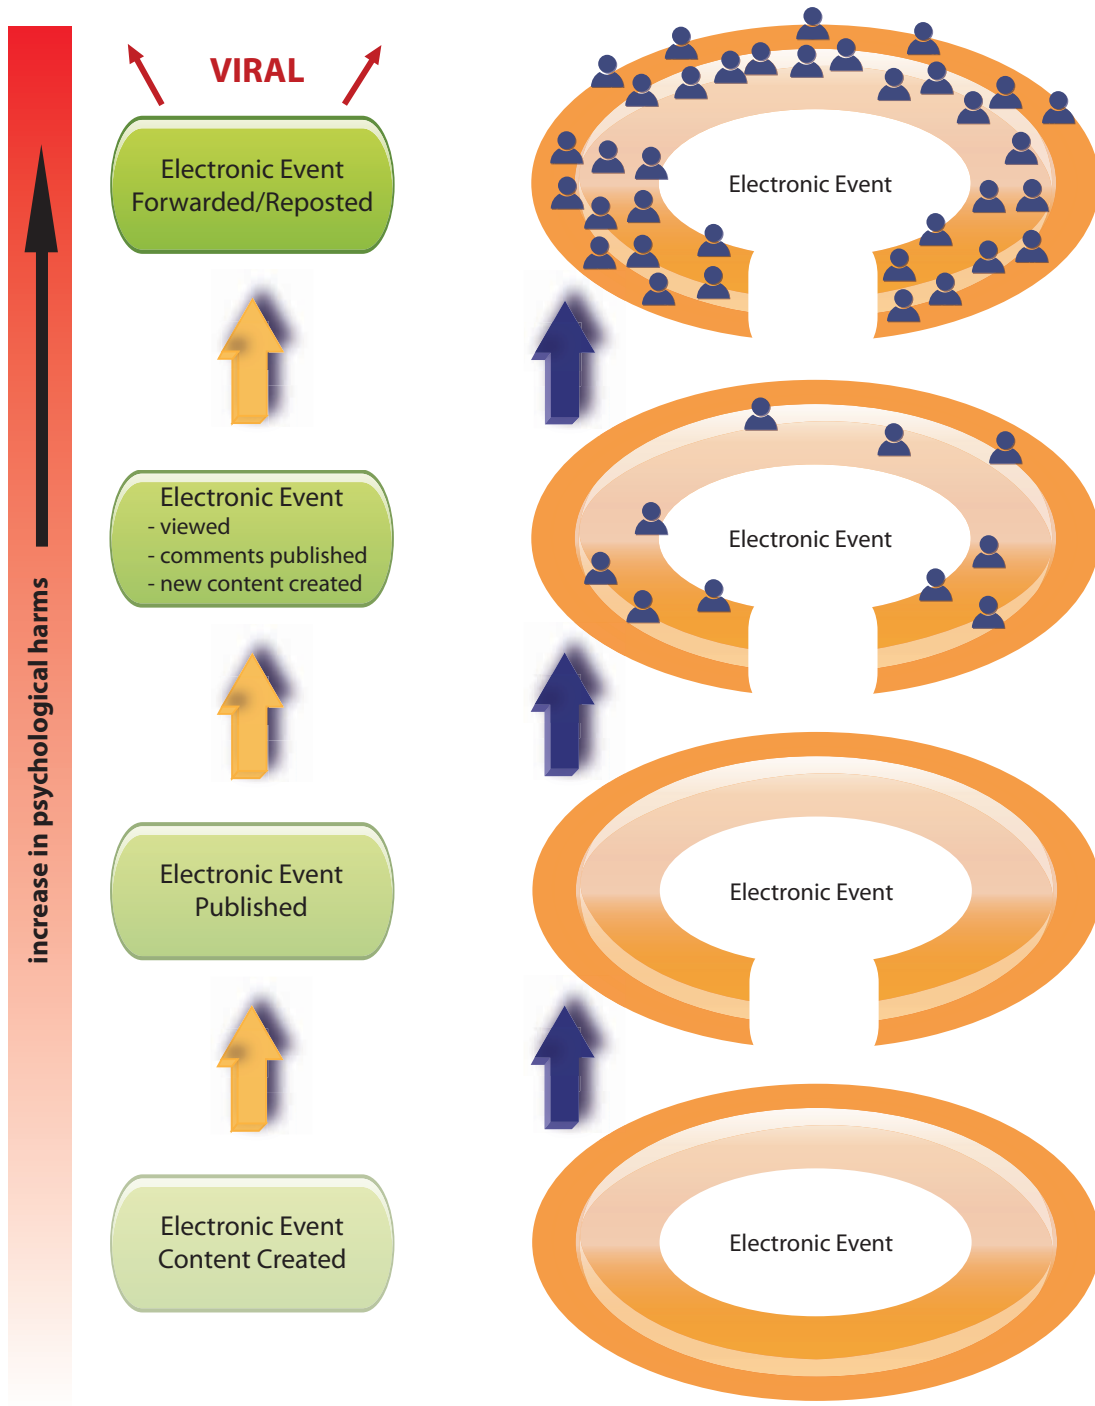 VIRAL
Electronic Event
Forwarded/Reposted
Electronic Event
Electronic Event
- viewed
- comments published
- new content created
Electronic Event
increase in psychological harms
Electronic Event
Published
Electronic Event
Electronic Event
Content Created
Electronic Event